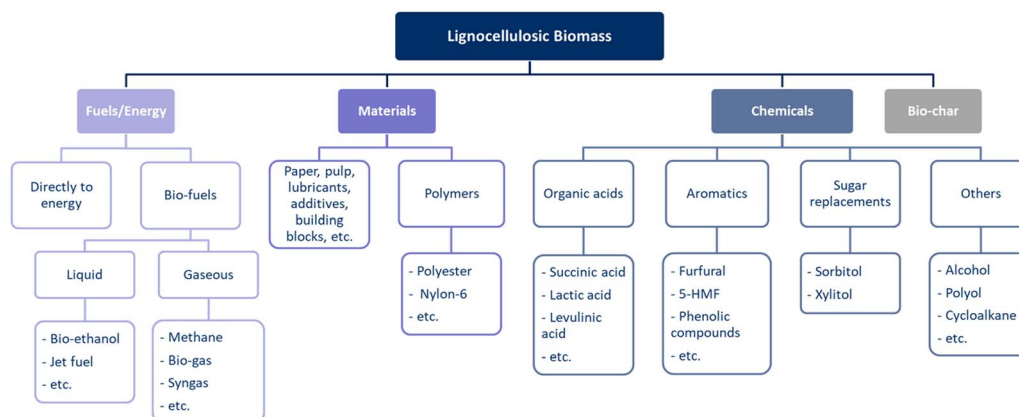 Lignocellulosic Biomass
Fuels/Energy
Materials
Chemicals
Bio-char
Directly to
energy
Bio-fuels
Paper, pulp,
lubricants,
additives,
building
blocks, etc.
Polymers
Organic acids
Aromatics
Sugar
replacements
Others
Liquid
Gaseous
- Polyester
- Nylon-6
- etc.
- Succinic acid
- Lactic acid
- Levulinic
acid
- etc.
- Furfural
- 5-HMF
- Phenolic
compounds
- etc.
- Sorbitol
- Xylitol
- Alcohol
- Polyol
- Cycloalkane
- etc.
- Bio-ethanol
- Jet fuel
- etc.
- Methane
- Bio-gas
- Syngas
- etc.